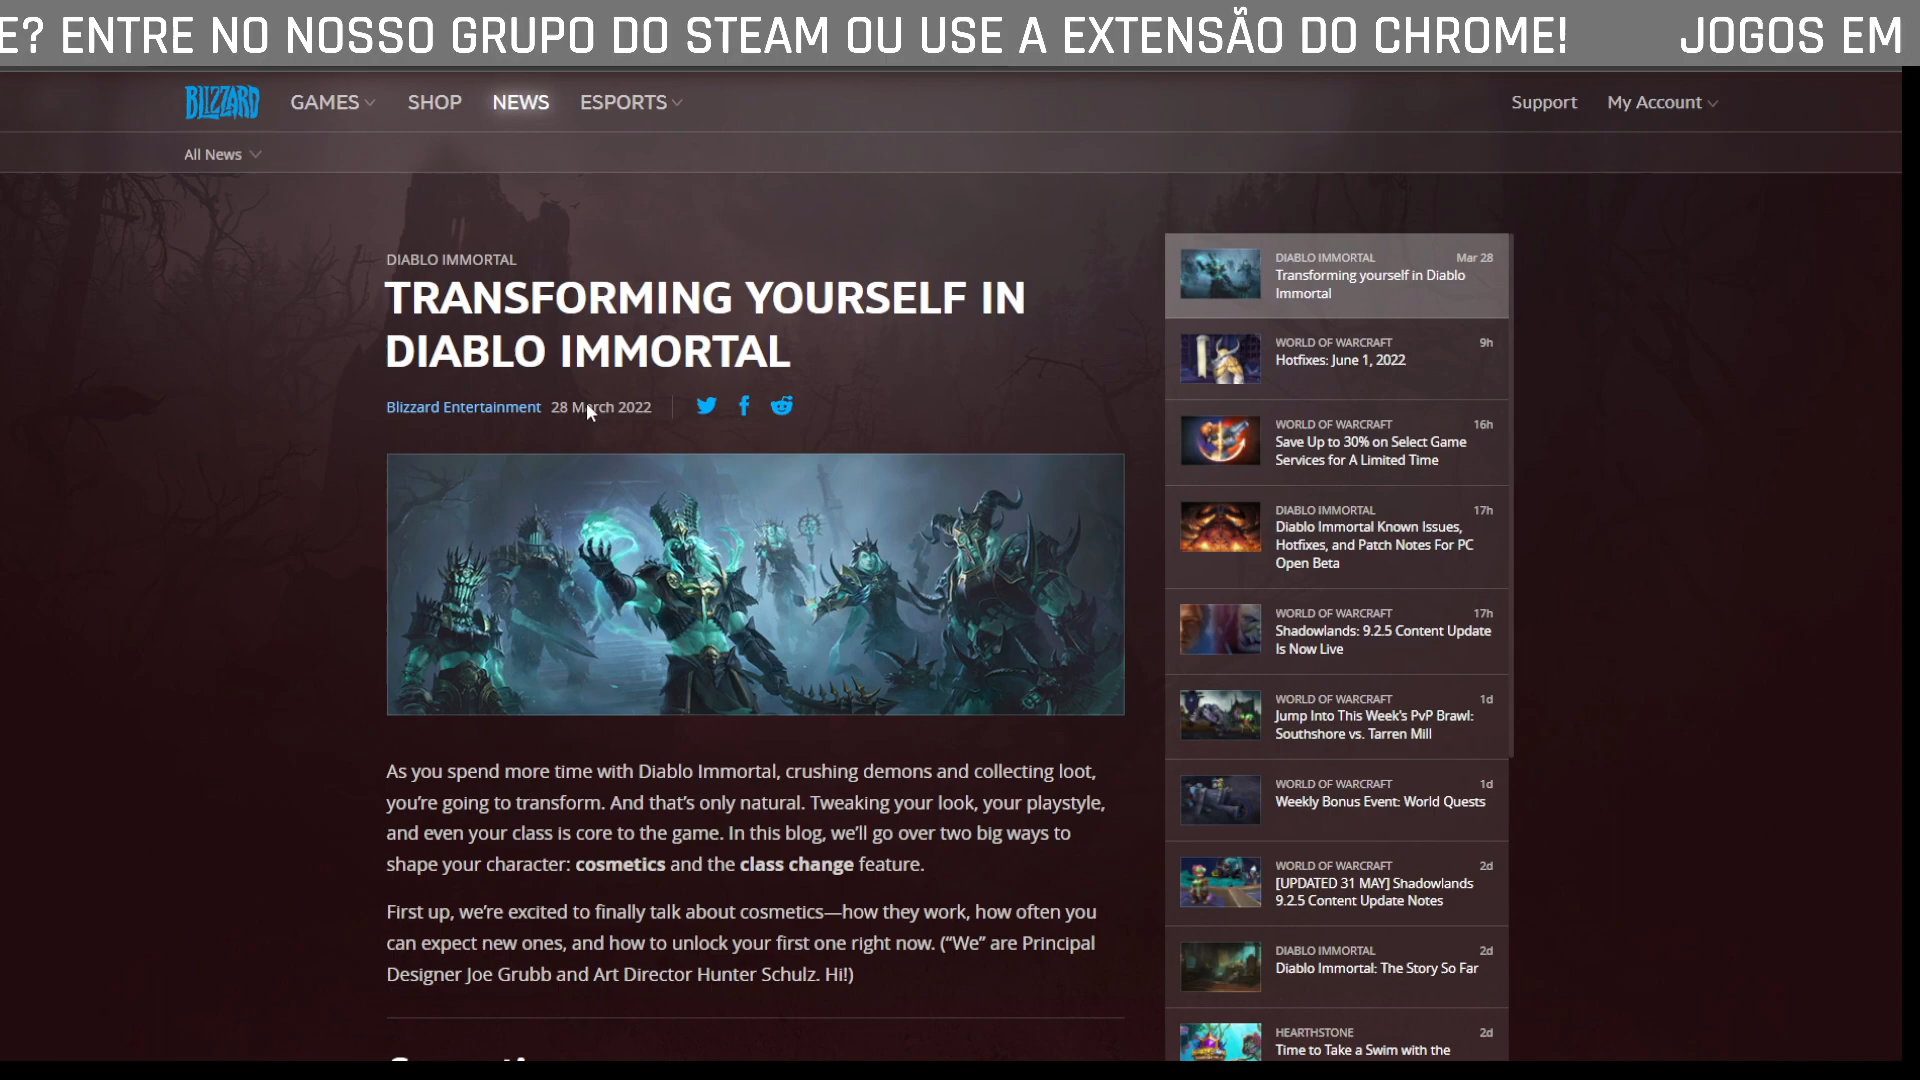 E? ENTRE NO NOSSO GRUPO DO STEAM OU USE A EXTENSÃO DO CHROME! JOGOS EM
BLIZZARD GAMES SHOP NEWS ESPORTS Support My Account
All News
DIABLO IMMORTAL
TRANSFORMING YOURSELF IN
DIABLO IMMORTAL
Blizzard Entertainment 28 March 2022
As you spend more time with Diablo Immortal, crushing demons and collecting loot,
you’re going to transform. And that’s only natural. Tweaking your look, your playstyle,
and even your class is core to the game. In this blog, we’ll go over two big ways to
shape your character: cosmetics and the class change feature.
First up, we’re excited to finally talk about cosmetics—how they work, how often you
can expect new ones, and how to unlock your first one right now. (“We” are Principal
Designer Joe Grubb and Art Director Hunter Schulz. Hi!)
DIABLO IMMORTAL Mar 28
Transforming yourself in Diablo
Immortal
WORLD OF WARCRAFT 9h
Hotfixes: June 1, 2022
WORLD OF WARCRAFT 16h
Save Up to 30% on Select Game
Services for A Limited Time
DIABLO IMMORTAL 17h
Diablo Immortal Known Issues,
Hotfixes, and Patch Notes For PC
Open Beta
WORLD OF WARCRAFT 17h
Shadowlands: 9.2.5 Content Update
Is Now Live
WORLD OF WARCRAFT 1d
Jump Into This Week's PvP Brawl:
Southshore vs. Tarren Mill
WORLD OF WARCRAFT 1d
Weekly Bonus Event: World Quests
WORLD OF WARCRAFT 2d
[UPDATED 31 MAY] Shadowlands
9.2.5 Content Update Notes
DIABLO IMMORTAL 2d
Diablo Immortal: The Story So Far
HEARTHSTONE 2d
Time to Take a Swim with the